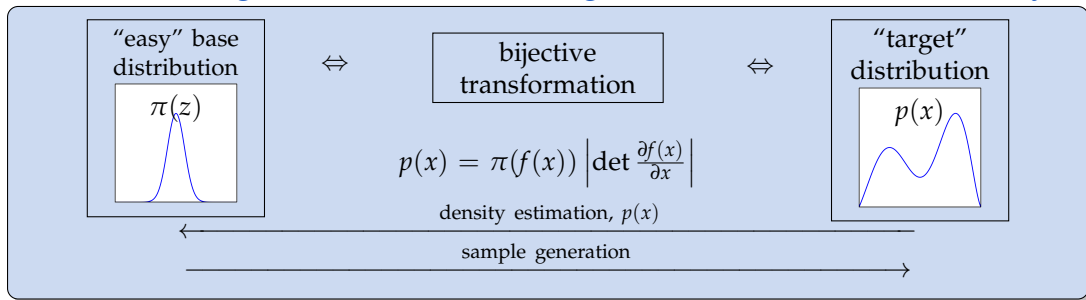 “easy” base
distribution
π(z)
⇔
bijective
transformation
⇔
“target”
distribution
p(x)
p(x) = π(f(x)) |det ∂f(x)/∂x|
density estimation, p(x)
sample generation